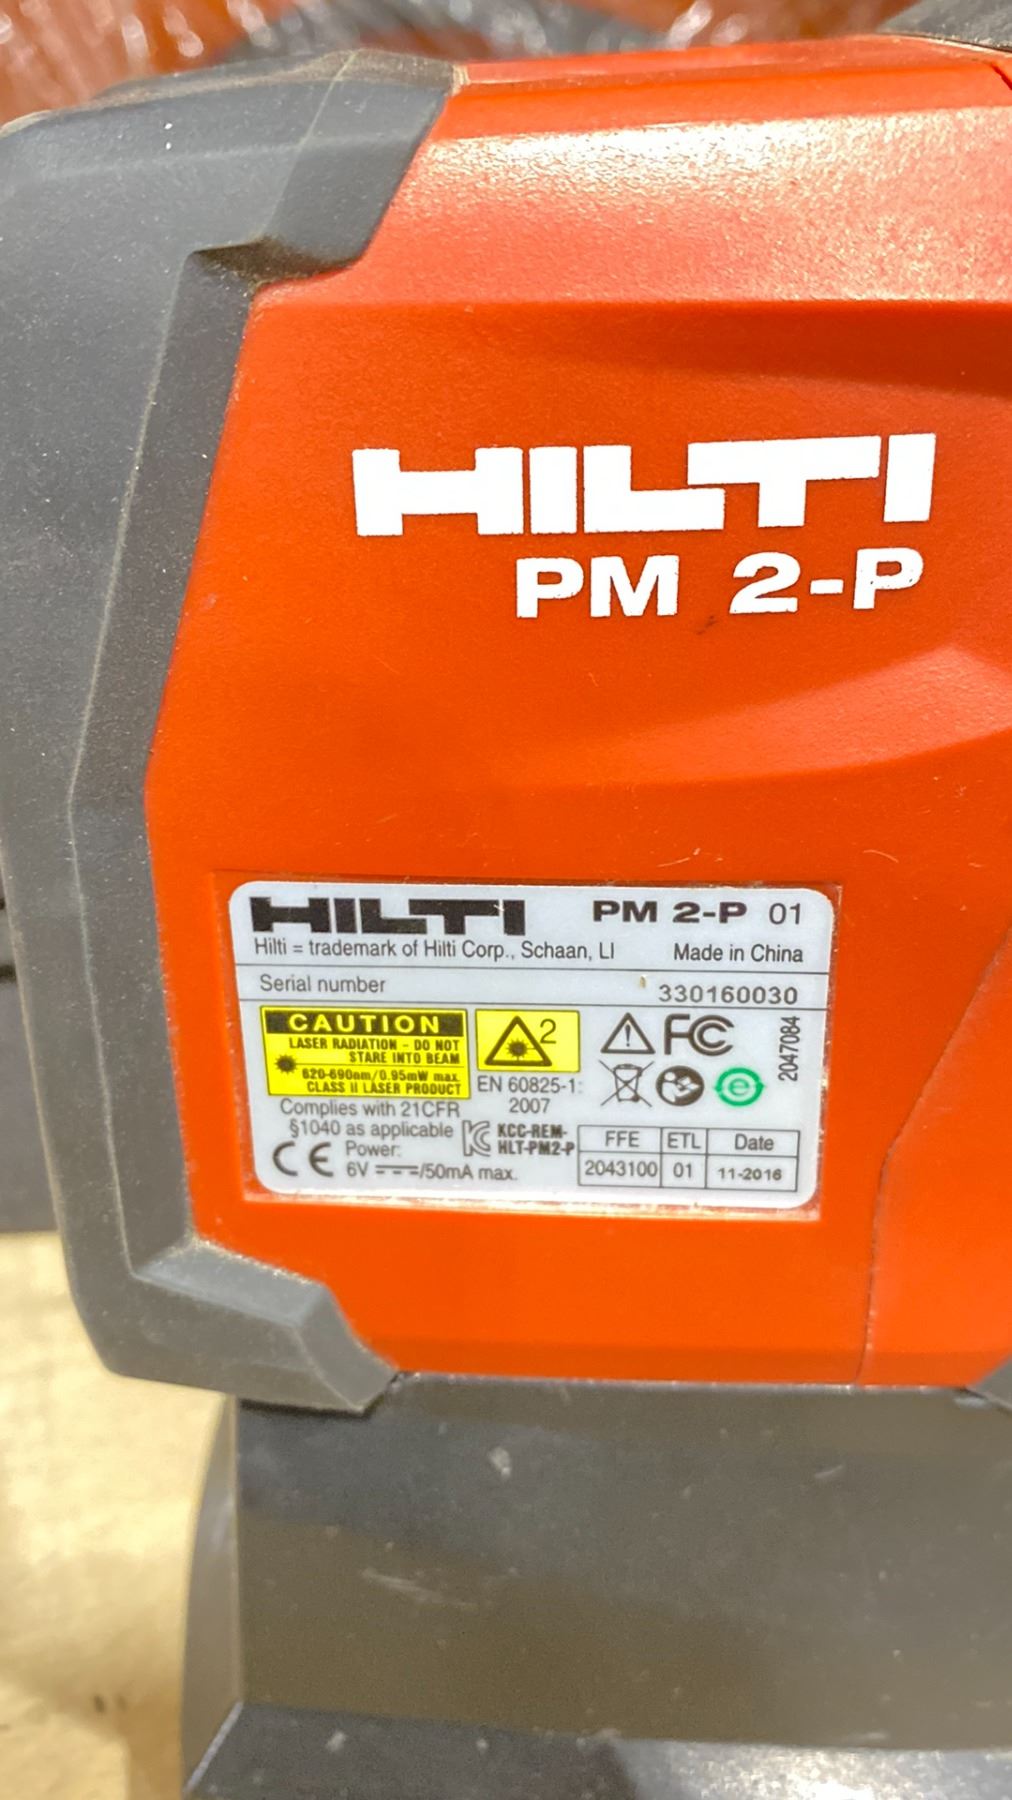 HILTI
PM 2-P
HILTI PM 2-P 01
Hilti = trademark of Hilti Corp., Schaan, LI Made in China
Serial number 330160030
CAUTION
LASER RADIATION - DO NOT
STARE INTO BEAM
620-690nm/0.95mW max.
CLASS II LASER PRODUCT
2
EN 60825-1:
2007
FC
e
2047084
Complies with 21CFR
§1040 as applicable
KCC-REM-
HLT-PM2-P
CE
Power:
6V ⎓/50mA max.
FFE ETL Date
2043100 01 11-2016